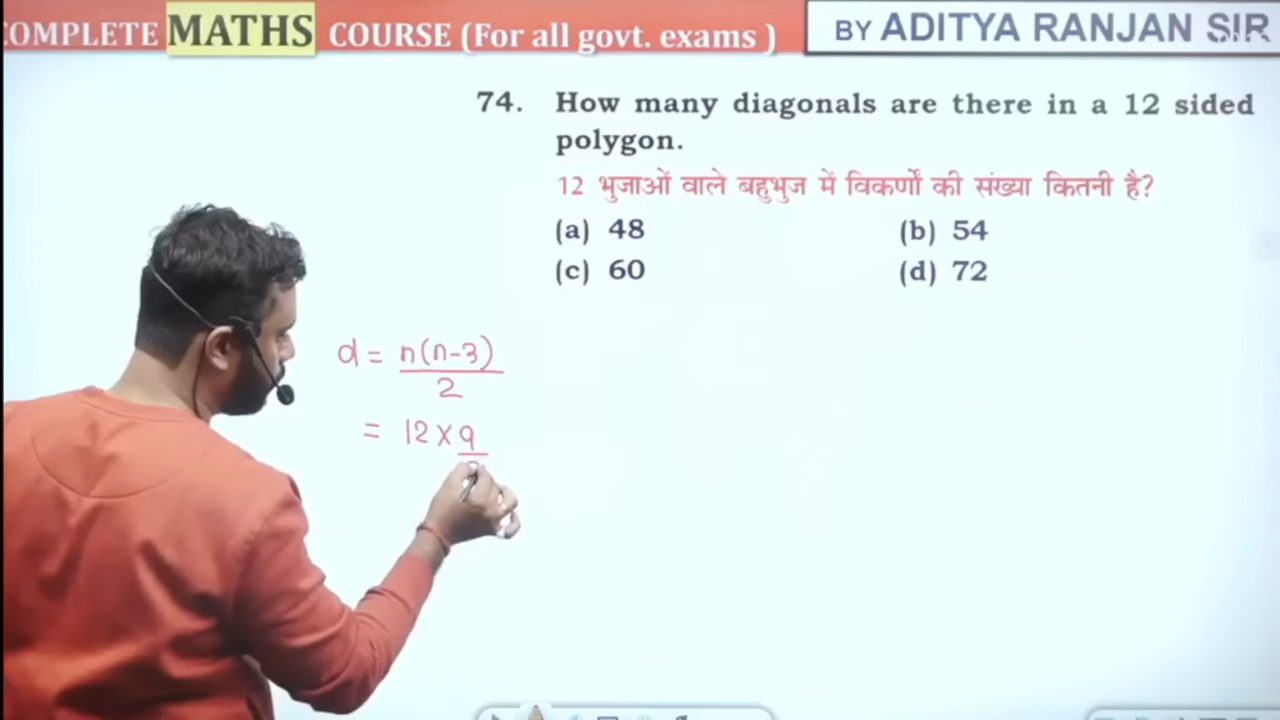 COMPLETE MATHS COURSE (For all govt. exams )
BY ADITYA RANJAN SIR
74. How many diagonals are there in a 12 sided
polygon.
12 भुजाओं वाले बहुभुज में विकर्णों की संख्या कितनी है?
(a) 48 (b) 54
(c) 60 (d) 72
d = n(n-3)
2
= 12 × 9